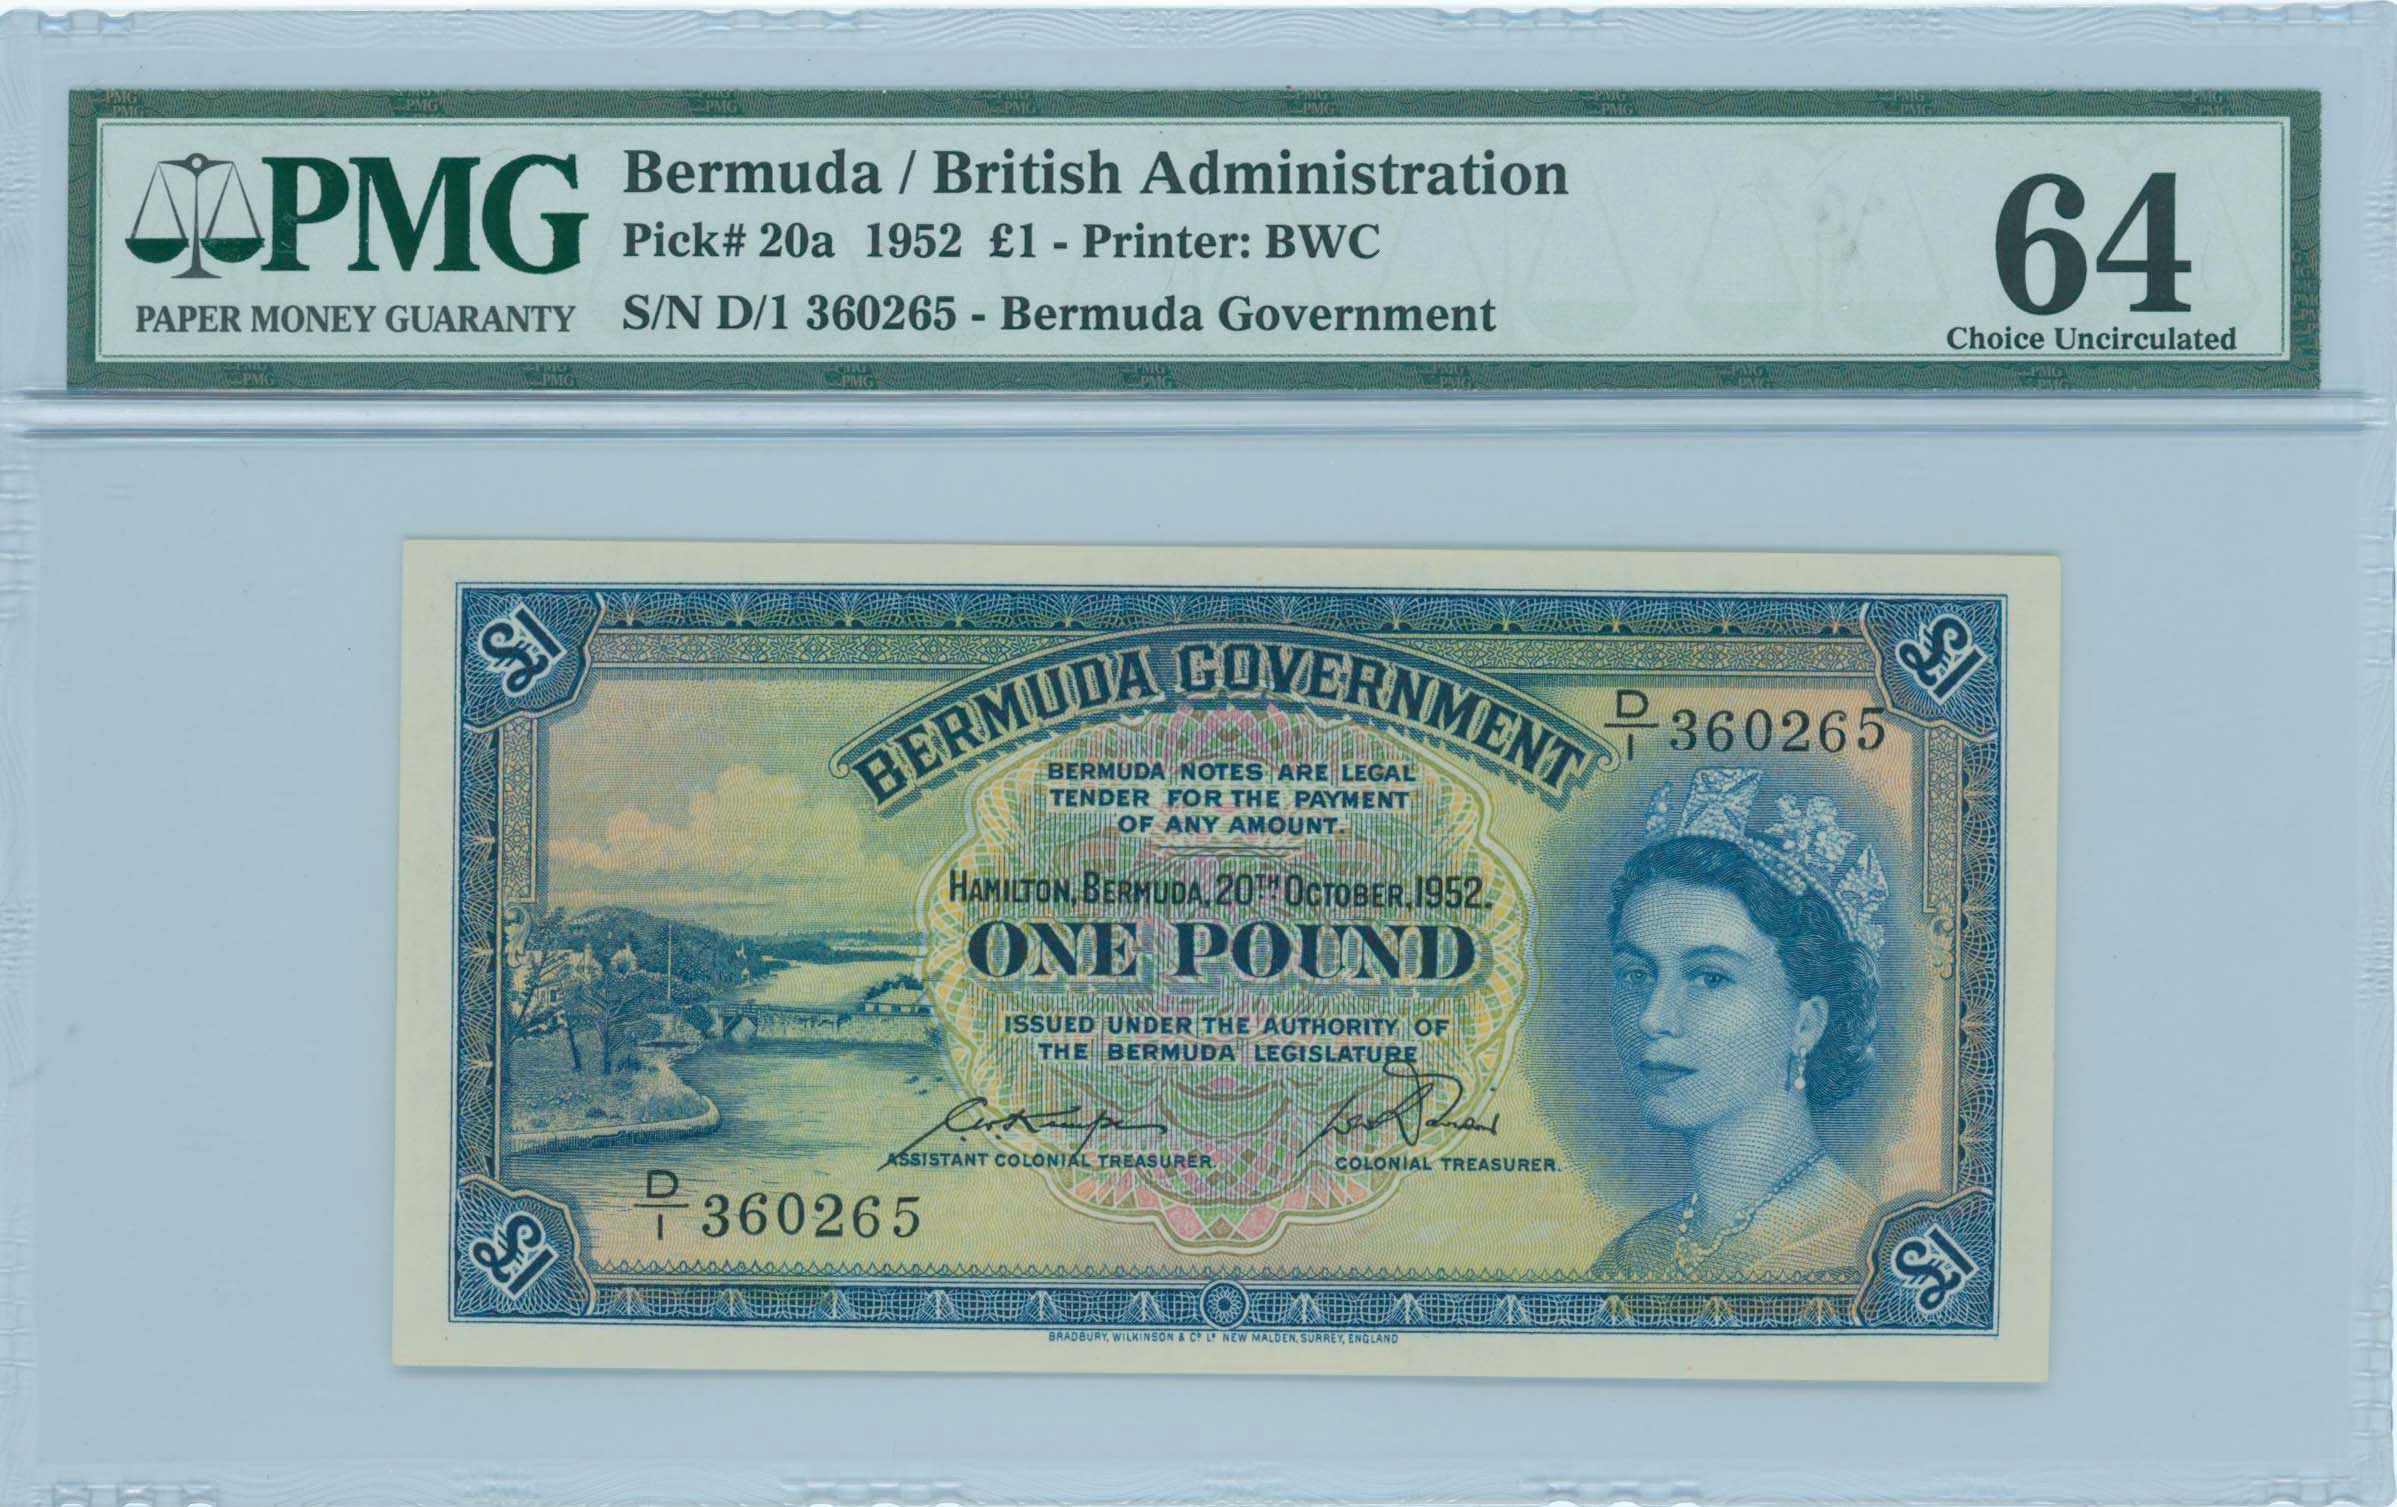 PMG
PAPER MONEY GUARANTY
Bermuda / British Administration
Pick# 20a 1952 £1 - Printer: BWC
S/N D/1 360265 - Bermuda Government
64
Choice Uncirculated
£1
£1
BERMUDA GOVERNMENT
D/1 360265
BERMUDA NOTES ARE LEGAL
TENDER FOR THE PAYMENT
OF ANY AMOUNT.
HAMILTON, BERMUDA, 20TH OCTOBER, 1952.
ONE POUND
ISSUED UNDER THE AUTHORITY OF
THE BERMUDA LEGISLATURE
ASSISTANT COLONIAL TREASURER.
COLONIAL TREASURER.
D/1 360265
£1
£1
BRADBURY, WILKINSON & Cº Lᵈ NEW MALDEN, SURREY, ENGLAND